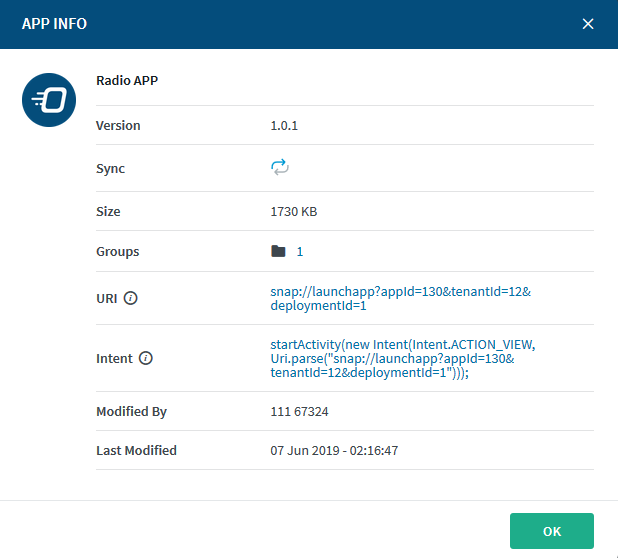 APP INFO
Radio APP
Version 1.0.1
Sync
Size 1730 KB
Groups 1
URI snap://launchapp?appId=130&tenantId=12&
deploymentId=1
Intent startActivity(new Intent(Intent.ACTION_VIEW,
Uri.parse("snap://launchapp?appId=130&
tenantId=12&deploymentId=1")));
Modified By 111 67324
Last Modified 07 Jun 2019 - 02:16:47
OK